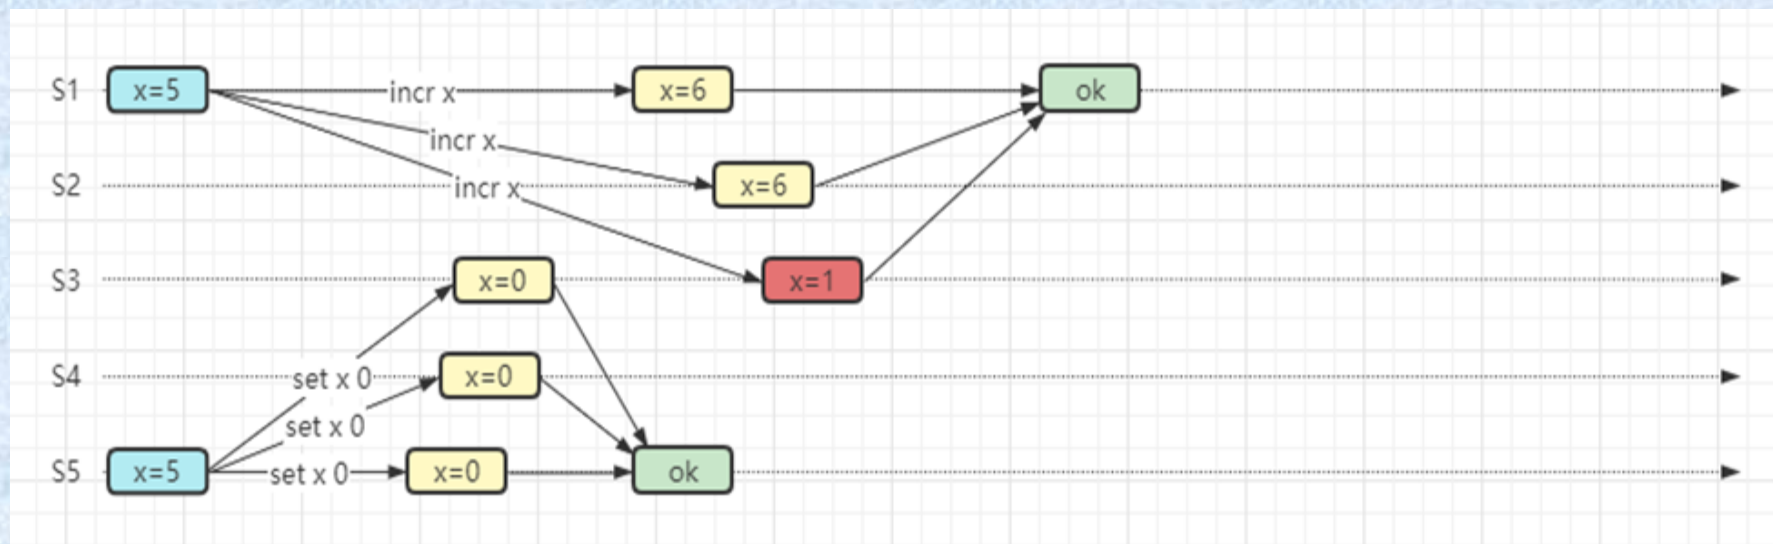 S1 x=5 incr x x=6 ok
incr x
S2 x=6
incr x
S3 x=0 x=1
S4 set x 0 x=0
set x 0
S5 x=5 set x 0 x=0 ok